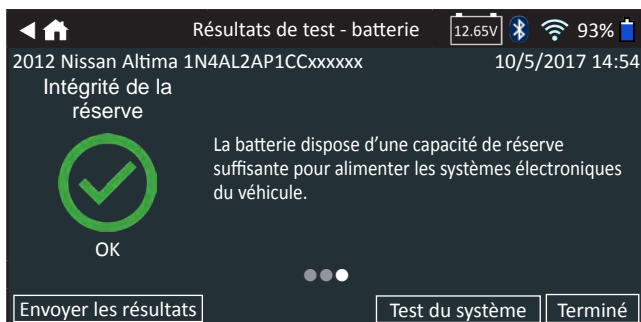 Résultats de test - batterie 12.65V 93%
2012 Nissan Altima 1N4AL2AP1CCxxxxxx 10/5/2017 14:54
Intégrité de la
réserve
La batterie dispose d’une capacité de réserve
suffisante pour alimenter les systèmes électroniques
du véhicule.
OK
Envoyer les résultats Test du système Terminé